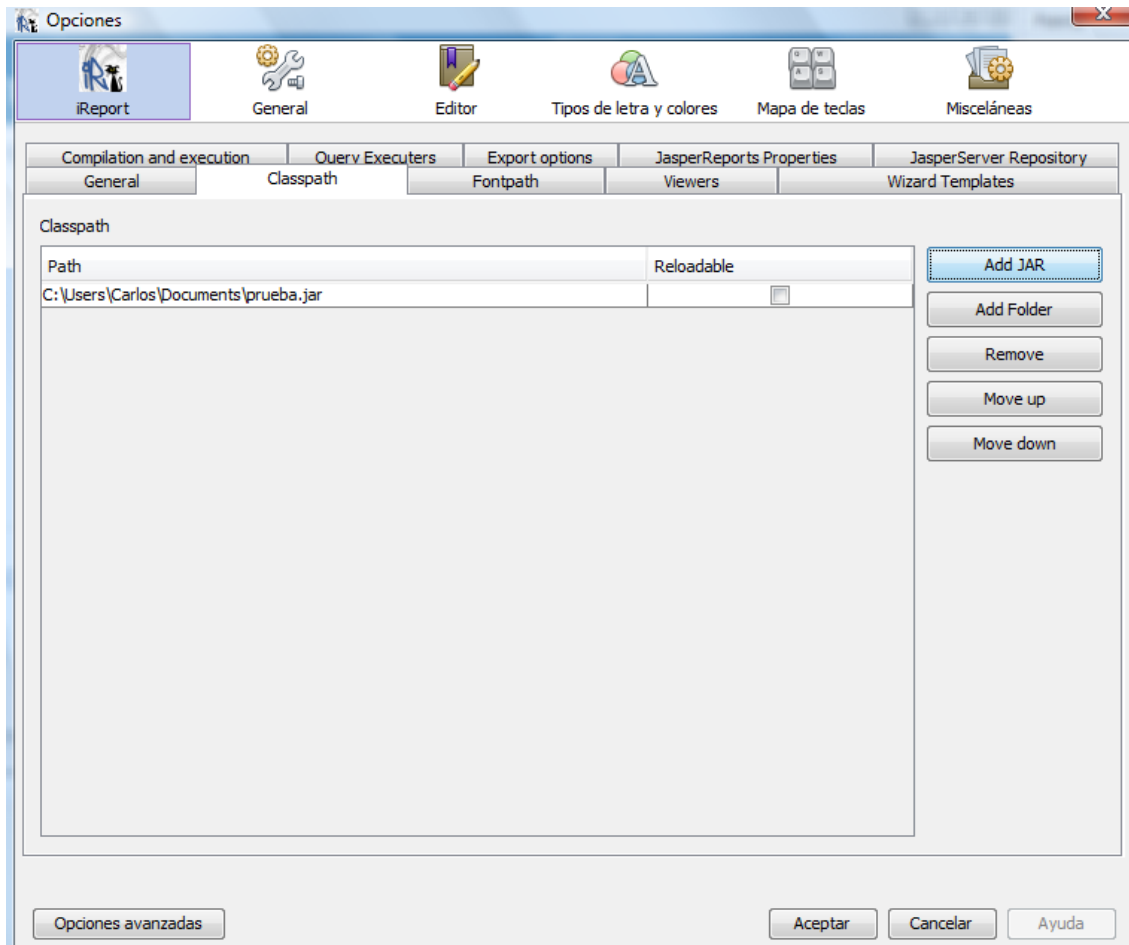 Opciones
iReport General Editor Tipos de letra y colores Mapa de teclas Misceláneas
Compilation and execution Query Executers Export options JasperReports Properties JasperServer Repository
General Classpath Fontpath Viewers Wizard Templates
Classpath
Path Reloadable Add JAR
C:\Users\Carlos\Documents\prueba.jar
Add Folder
Remove
Move up
Move down
Opciones avanzadas Aceptar Cancelar Ayuda